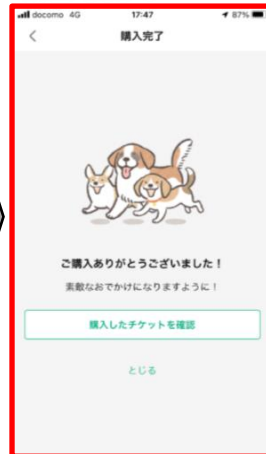 docomo 4G 17:47 87%
購入完了
ご購入ありがとうございました！
素敵なおでかけになりますように！
購入したチケットを確認
とじる